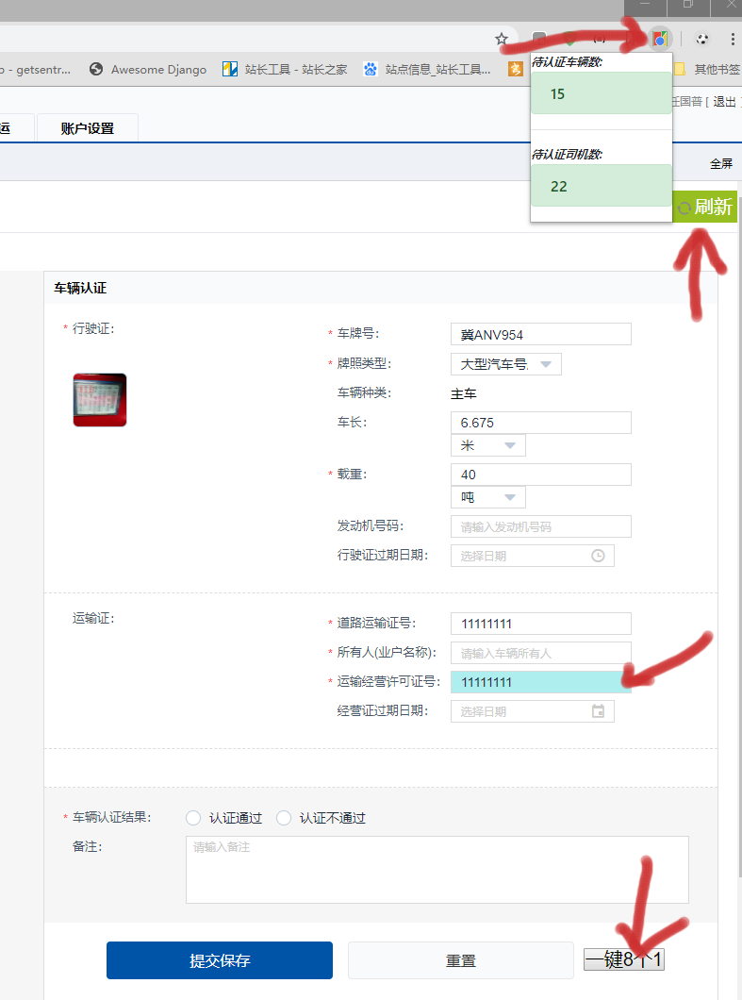 o - getsentr...
Awesome Django
站长工具 - 站长之家
站点信息_站长工具...
其他书签
待认证车辆数:
15
待认证司机数:
22
任国普 [ 退出 ]
运
账户设置
全屏
刷新
车辆认证
* 行驶证:
* 车牌号:
冀ANV954
* 牌照类型:
大型汽车号.
车辆种类:
主车
车长:
6.675
米
* 载重:
40
吨
发动机号码:
请输入发动机号码
行驶证过期日期:
选择日期
运输证:
* 道路运输证号:
11111111
* 所有人(业户名称):
请输入车辆所有人
* 运输经营许可证号:
11111111
经营证过期日期:
选择日期
* 车辆认证结果:
认证通过
认证不通过
备注:
请输入备注
提交保存
重置
一键8个1